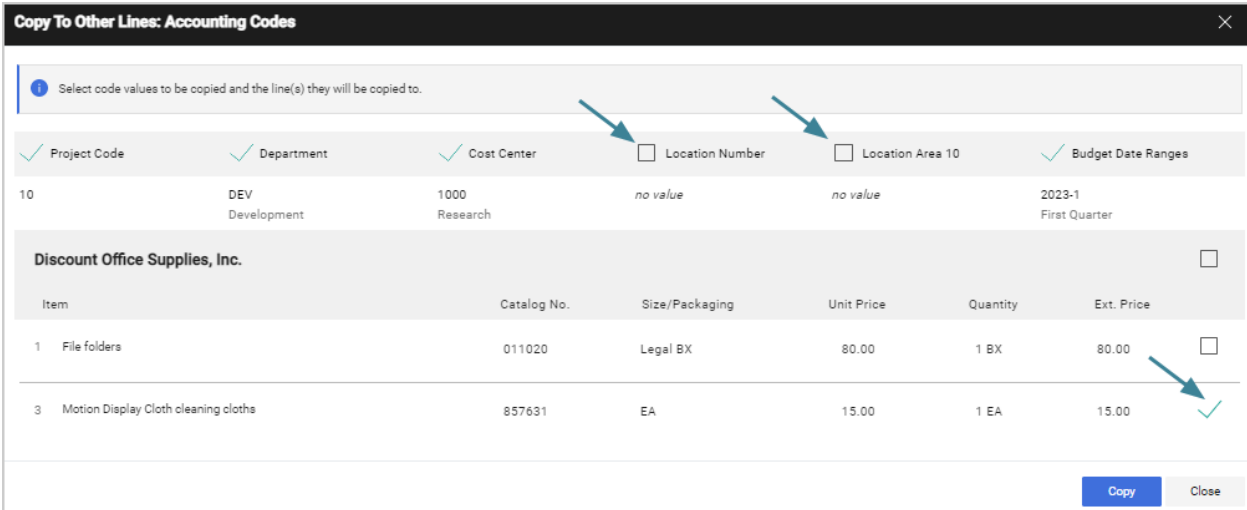 Copy To Other Lines: Accounting Codes
Select code values to be copied and the line(s) they will be copied to.
Project Code Department Cost Center Location Number Location Area 10 Budget Date Ranges
10 DEV 1000 no value no value 2023-1
Development Research First Quarter
Discount Office Supplies, Inc.
Item Catalog No. Size/Packaging Unit Price Quantity Ext. Price
1 File folders 011020 Legal BX 80.00 1 BX 80.00
3 Motion Display Cloth cleaning cloths 857631 EA 15.00 1 EA 15.00
Copy Close